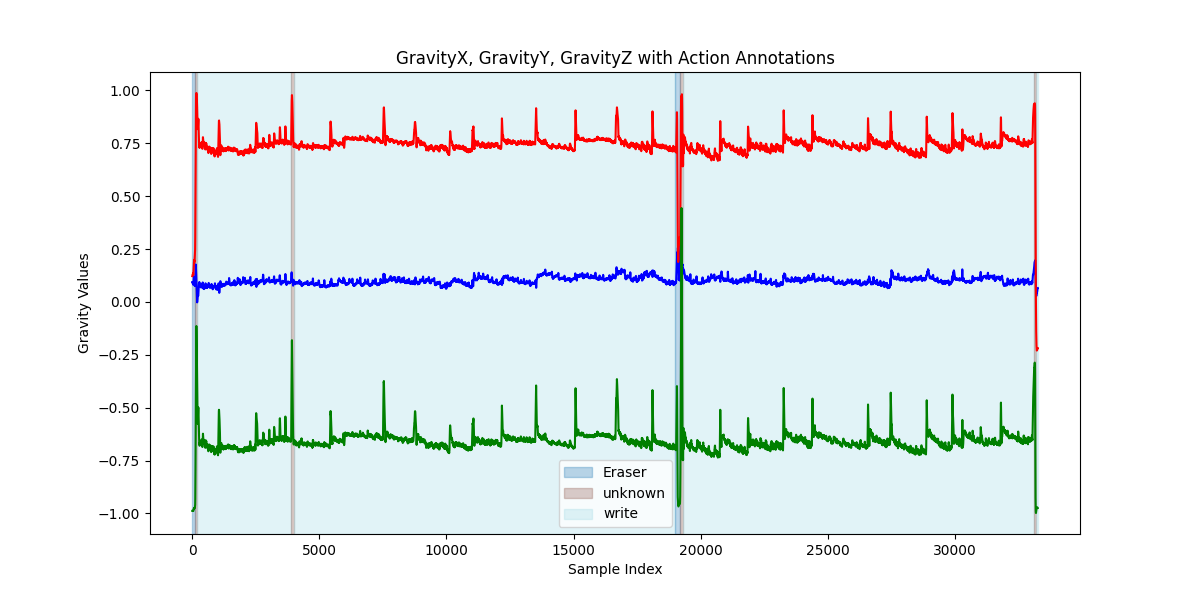 GravityX, GravityY, GravityZ with Action Annotations
1.00
0.75
0.50
0.25
0.00
−0.25
−0.50
−0.75
−1.00
Gravity Values
Eraser
unknown
write
0 5000 10000 15000 20000 25000 30000
Sample Index